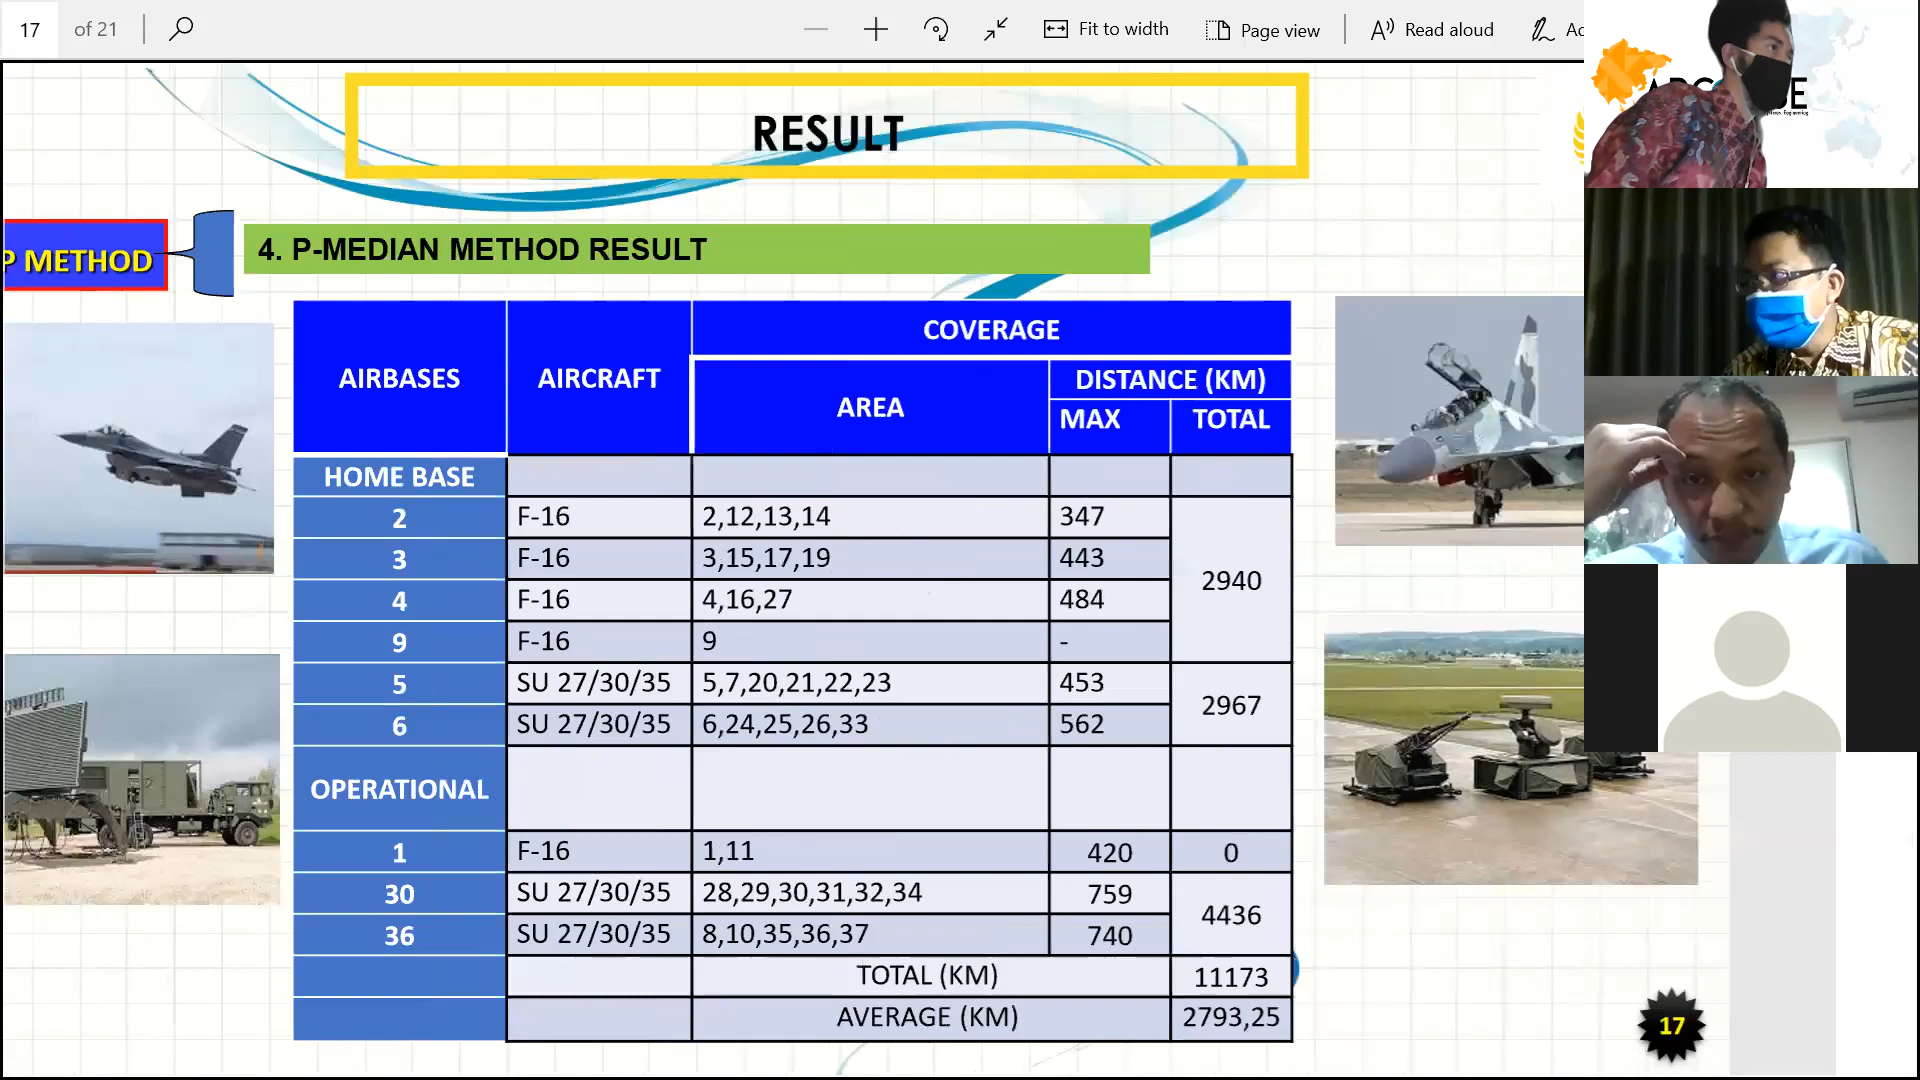 17 of 21 Fit to width Page view Read aloud
RESULT
P METHOD
4. P-MEDIAN METHOD RESULT
AIRBASES AIRCRAFT COVERAGE
AREA DISTANCE (KM)
MAX TOTAL
HOME BASE
2 F-16 2,12,13,14 347 2940
3 F-16 3,15,17,19 443
4 F-16 4,16,27 484
9 F-16 9 -
5 SU 27/30/35 5,7,20,21,22,23 453 2967
6 SU 27/30/35 6,24,25,26,33 562
OPERATIONAL
1 F-16 1,11 420 0
30 SU 27/30/35 28,29,30,31,32,34 759 4436
36 SU 27/30/35 8,10,35,36,37 740
TOTAL (KM) 11173
AVERAGE (KM) 2793,25
17